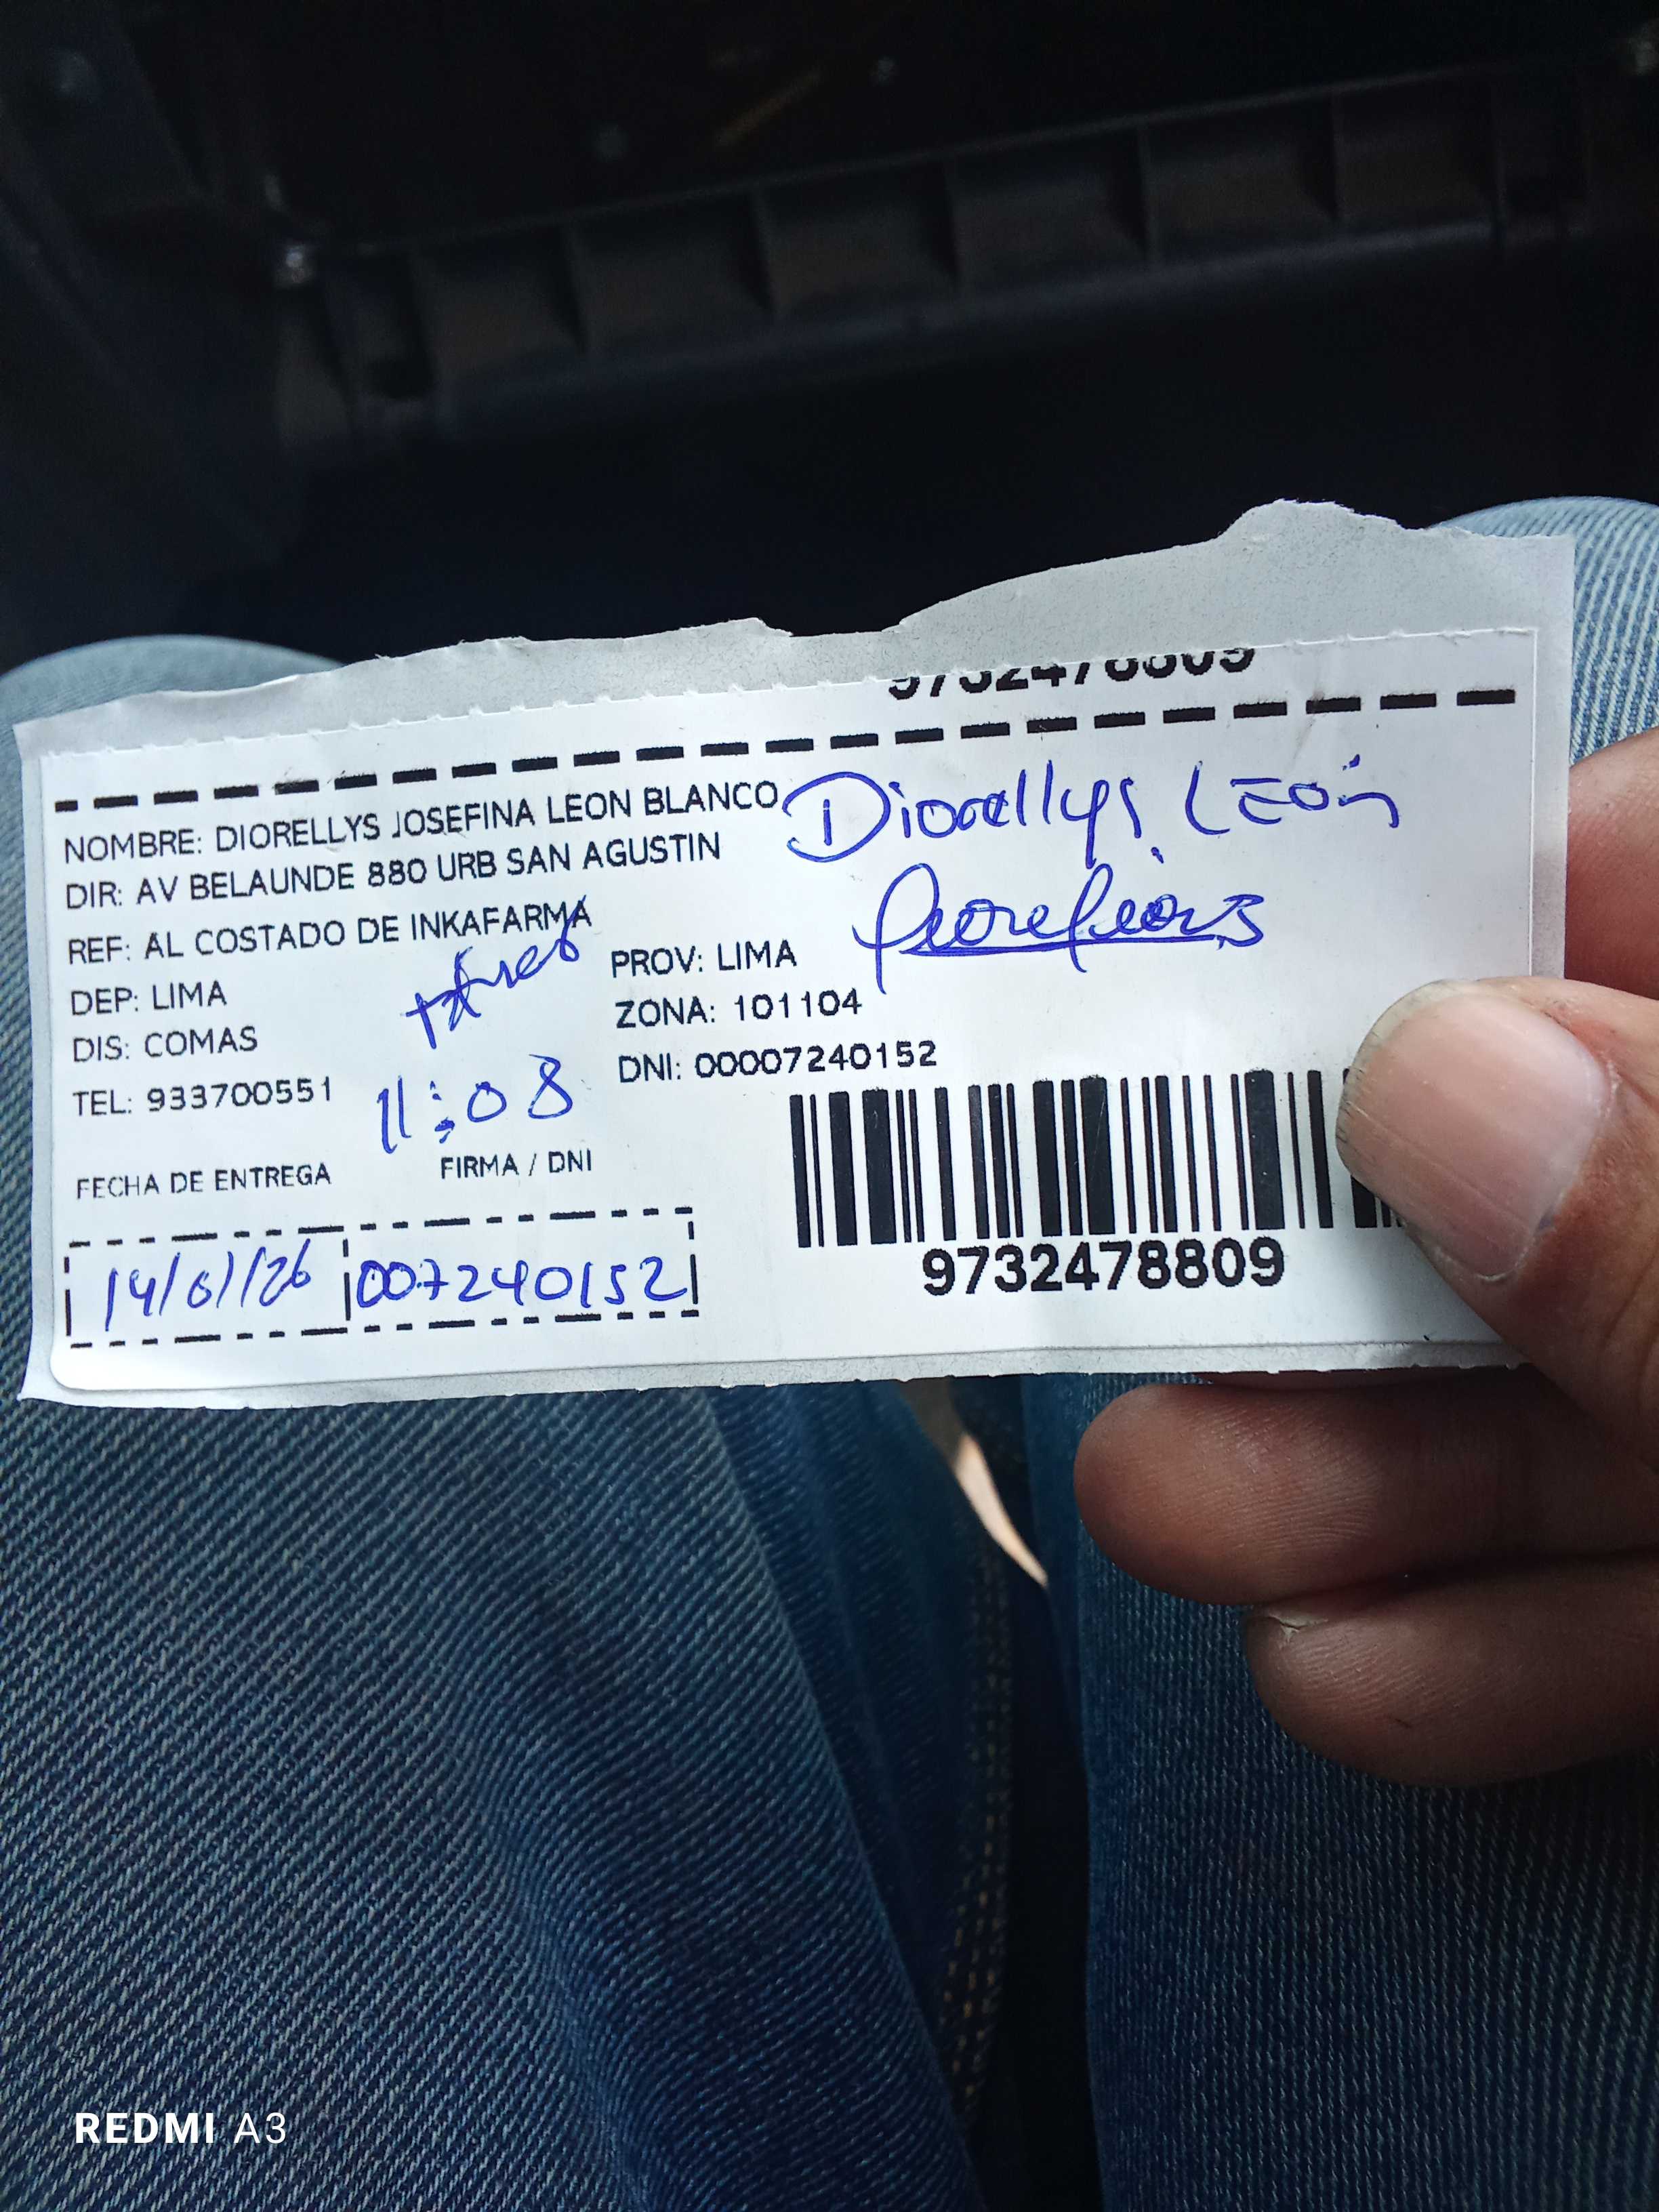 9732478809
NOMBRE: DIORELLYS JOSEFINA LEON BLANCO
Diorellys León
DIR: AV BELAUNDE 880 URB SAN AGUSTIN
REF: AL COSTADO DE INKAFARMA
DEP: LIMA
PROV: LIMA
DIS: COMAS
ZONA: 101104
TEL: 933700551
11:08
DNI: 00007240152
FECHA DE ENTREGA
FIRMA / DNI
14/01/26
007240152
9732478809
REDMI A3